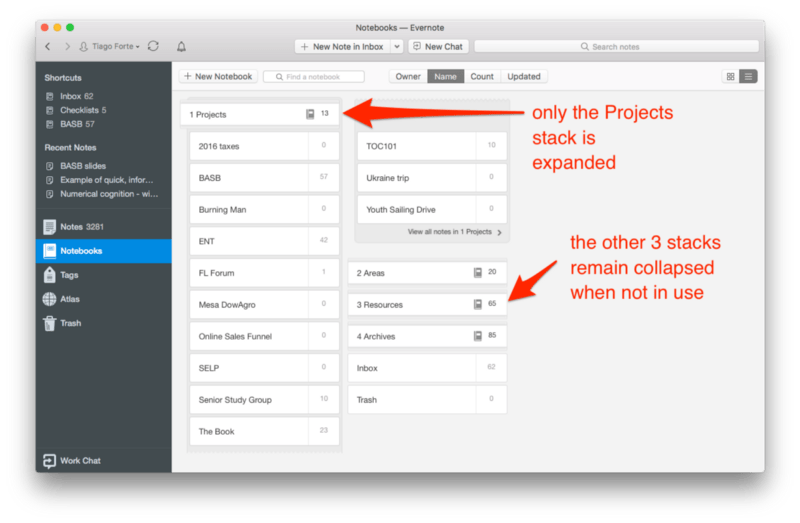 Notebooks — Evernote
Tiago Forte
+ New Note in Inbox
New Chat
Search notes
Shortcuts
Inbox 62
Checklists 5
BASB 57
Recent Notes
BASB slides
Example of quick, infor...
Numerical cognition - wi...
Notes 3281
Notebooks
Tags
Atlas
Trash
Work Chat
+ New Notebook
Find a notebook
Owner Name Count Updated
1 Projects 13
2016 taxes 0
BASB 57
Burning Man 0
ENT 42
FL Forum 1
Mesa DowAgro 0
Online Sales Funnel 0
SELP 0
Senior Study Group 10
The Book 23
TOC101 10
Ukraine trip 0
Youth Sailing Drive 0
View all notes in 1 Projects >
2 Areas 20
3 Resources 65
4 Archives 85
Inbox 62
Trash 0
only the Projects
stack is
expanded
the other 3 stacks
remain collapsed
when not in use